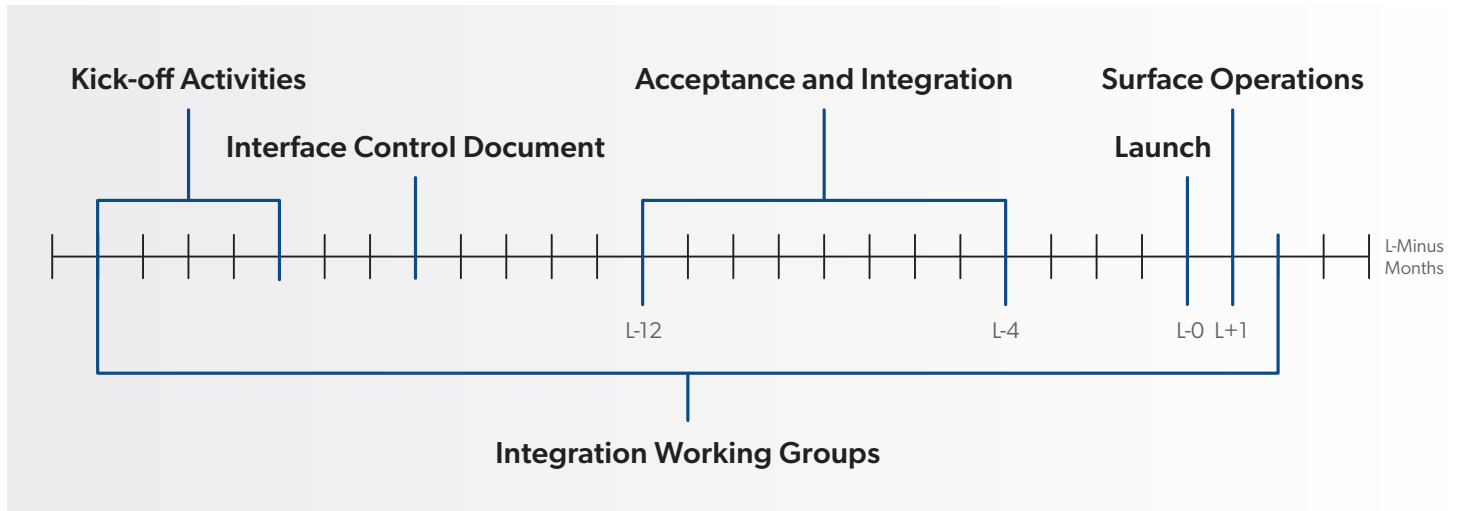 Kick-off Activities
Acceptance and Integration
Surface Operations
Interface Control Document
Launch
L-Minus
Months
L-12
L-4
L-0
L+1
Integration Working Groups